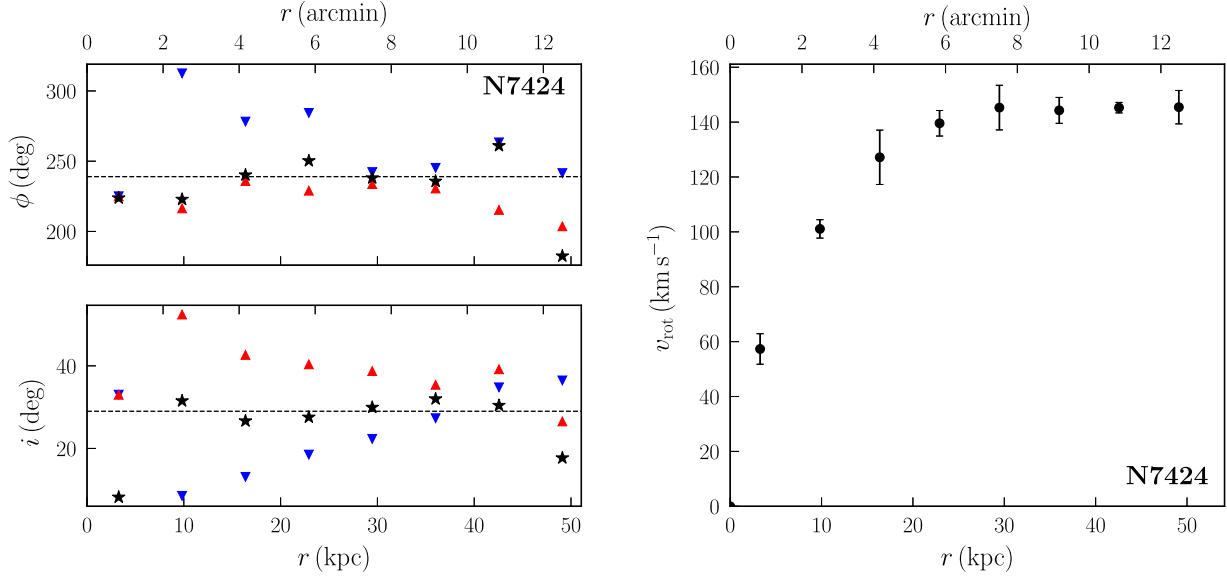 r (arcmin)
0 2 4 6 8 10 12
N7424
300
250
200
ϕ (deg)
40
20
i (deg)
0 10 20 30 40 50
r (kpc)
r (arcmin)
0 2 4 6 8 10 12
160
140
120
100
80
60
40
20
0
v_rot (km s⁻¹)
N7424
0 10 20 30 40 50
r (kpc)